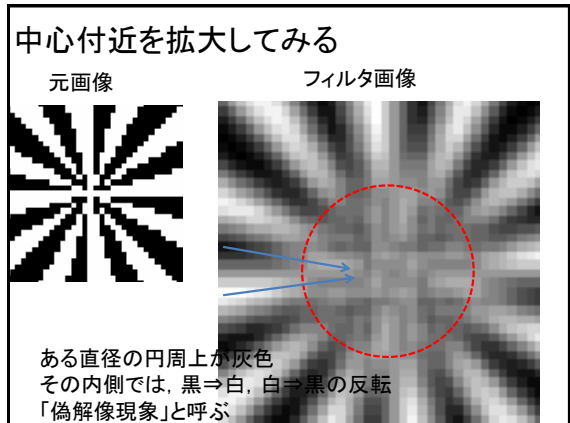 中心付近を拡大してみる
元画像
フィルタ画像
ある直径の円周上が灰色
その内側では，黒⇒白，白⇒黒の反転
「偽解像現象」と呼ぶ